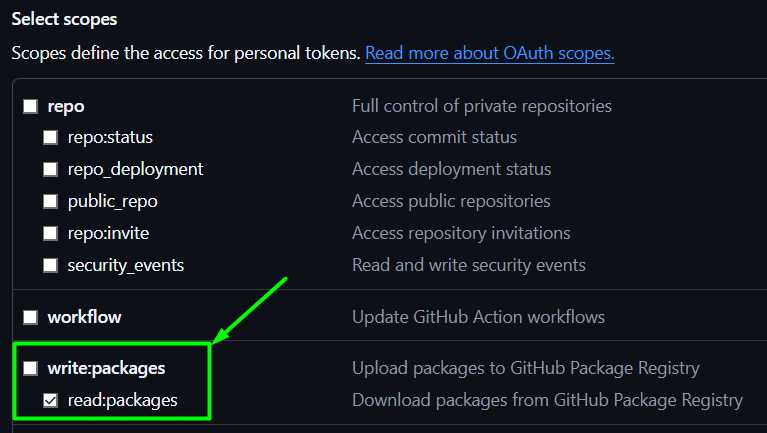 Select scopes
Scopes define the access for personal tokens. Read more about OAuth scopes.
repo Full control of private repositories
repo:status Access commit status
repo_deployment Access deployment status
public_repo Access public repositories
repo:invite Access repository invitations
security_events Read and write security events
workflow Update GitHub Action workflows
write:packages Upload packages to GitHub Package Registry
read:packages Download packages from GitHub Package Registry